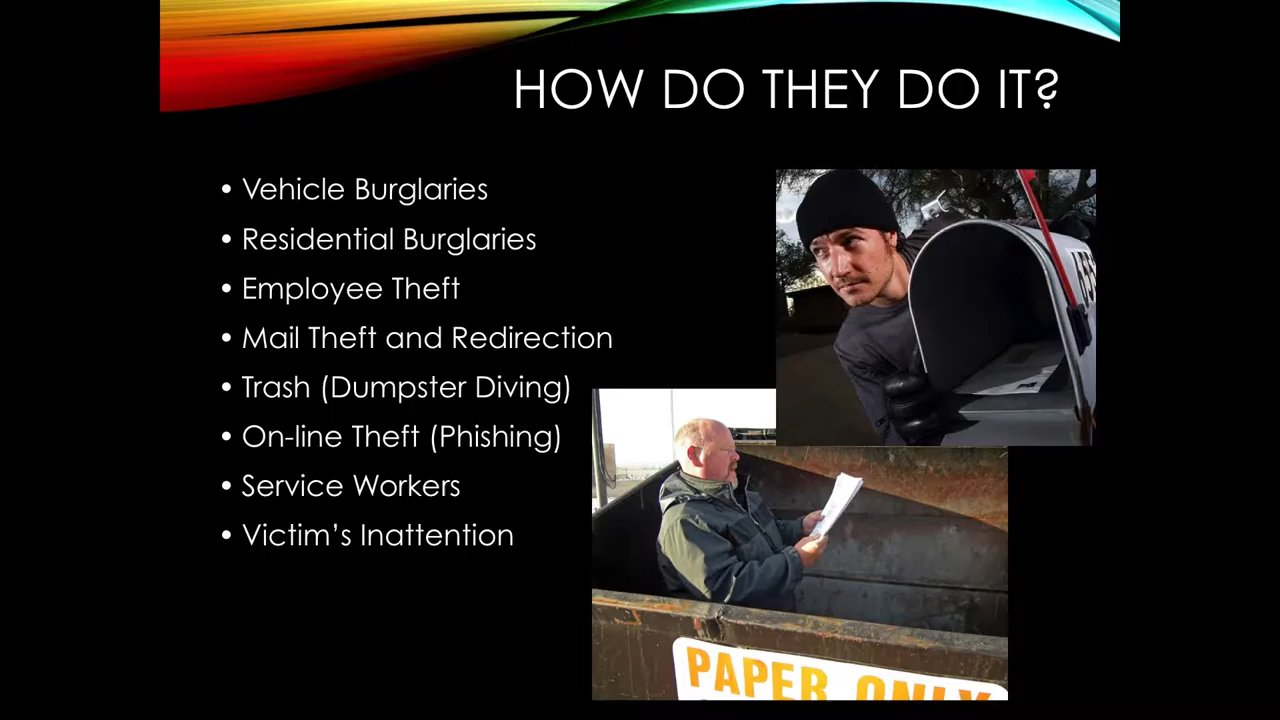 HOW DO THEY DO IT?
• Vehicle Burglaries
• Residential Burglaries
• Employee Theft
• Mail Theft and Redirection
• Trash (Dumpster Diving)
• On-line Theft (Phishing)
• Service Workers
• Victim's Inattention
PAPER ONLY